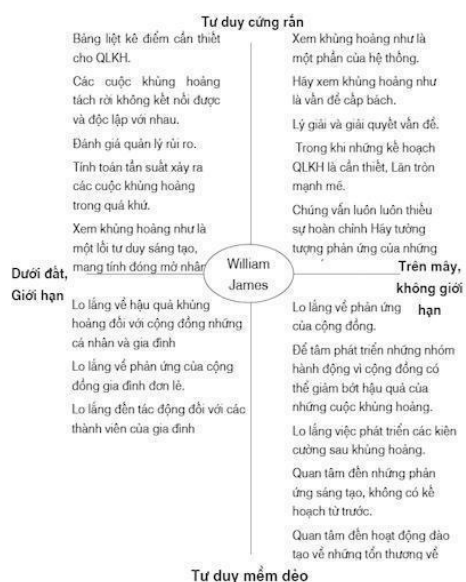 Tư duy cứng rắn
Bảng liệt kê điểm cần thiết
cho QLKH.
Các cuộc khủng hoảng
tách rời không kết nối được
và độc lập với nhau.
Đánh giá quản lý rủi ro.
Tính toán tần suất xảy ra
các cuộc khủng hoảng
trong quá khứ.
Xem khủng hoảng như là
một lối tư duy sáng tạo,
mang tính đóng mở nhân
Xem khủng hoảng như là
một phần của hệ thống.
Hãy xem khủng hoảng như
là vấn đề cấp bách.
Lý giải và giải quyết vấn đề.
Trong khi những kế hoạch
QLKH là cần thiết, Lăn tròn
mạnh mẽ.
Chúng vẫn luôn luôn thiếu
sự hoàn chỉnh Hãy tưởng
tượng phản ứng của những
Dưới đất,
Giới hạn
William
James
Trên mây,
không giới
hạn
Lo lắng về hậu quả khủng
hoảng đối với cộng đồng những
cá nhân và gia đình
Lo lắng về phản ứng của cộng
đồng gia đình đơn lẻ.
Lo lắng đến tác động đối với các
thành viên của gia đình
Lo lắng về phản ứng
của cộng đồng.
Để tâm phát triển những nhóm
hành động vì cộng đồng có
thể giảm bớt hậu quả của
những cuộc khủng hoảng.
Lo lắng việc phát triển các kiên
cường sau khủng hoảng.
Quan tâm đến những phản
ứng sáng tạo, không có kế
hoạch từ trước.
Quan tâm đến hoạt động đào
tạo về những tổn thương về
Tư duy mềm dẻo